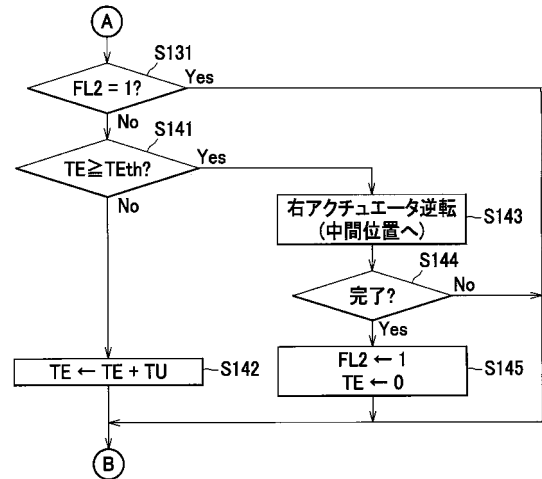 A
S131
FL2 = 1?
Yes
No
S141
TE≧TEth?
Yes
No
右アクチュエータ逆転
(中間位置へ)
S143
S144
完了?
No
Yes
TE ← TE + TU
S142
FL2 ← 1
TE ← 0
S145
B